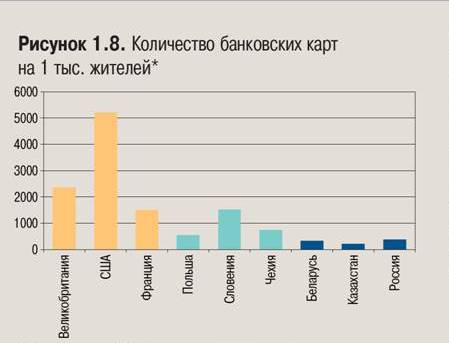 Рисунок 1.8. Количество банковских карт
на 1 тыс. жителей*
6000
5000
4000
3000
2000
1000
0
Великобритания
США
Франция
Польша
Словения
Чехия
Беларусь
Казахстан
Россия